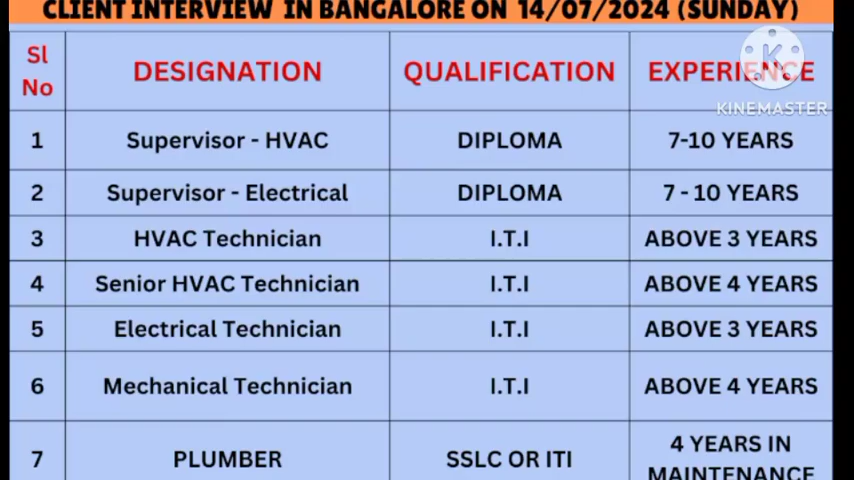 CLIENT INTERVIEW IN BANGALORE ON 14/07/2024 (SUNDAY)
Sl No DESIGNATION QUALIFICATION EXPERIENCE
KINEMASTER
1 Supervisor - HVAC DIPLOMA 7-10 YEARS
2 Supervisor - Electrical DIPLOMA 7 - 10 YEARS
3 HVAC Technician I.T.I ABOVE 3 YEARS
4 Senior HVAC Technician I.T.I ABOVE 4 YEARS
5 Electrical Technician I.T.I ABOVE 3 YEARS
6 Mechanical Technician I.T.I ABOVE 4 YEARS
7 PLUMBER SSLC OR ITI 4 YEARS IN
MAINTENANCE